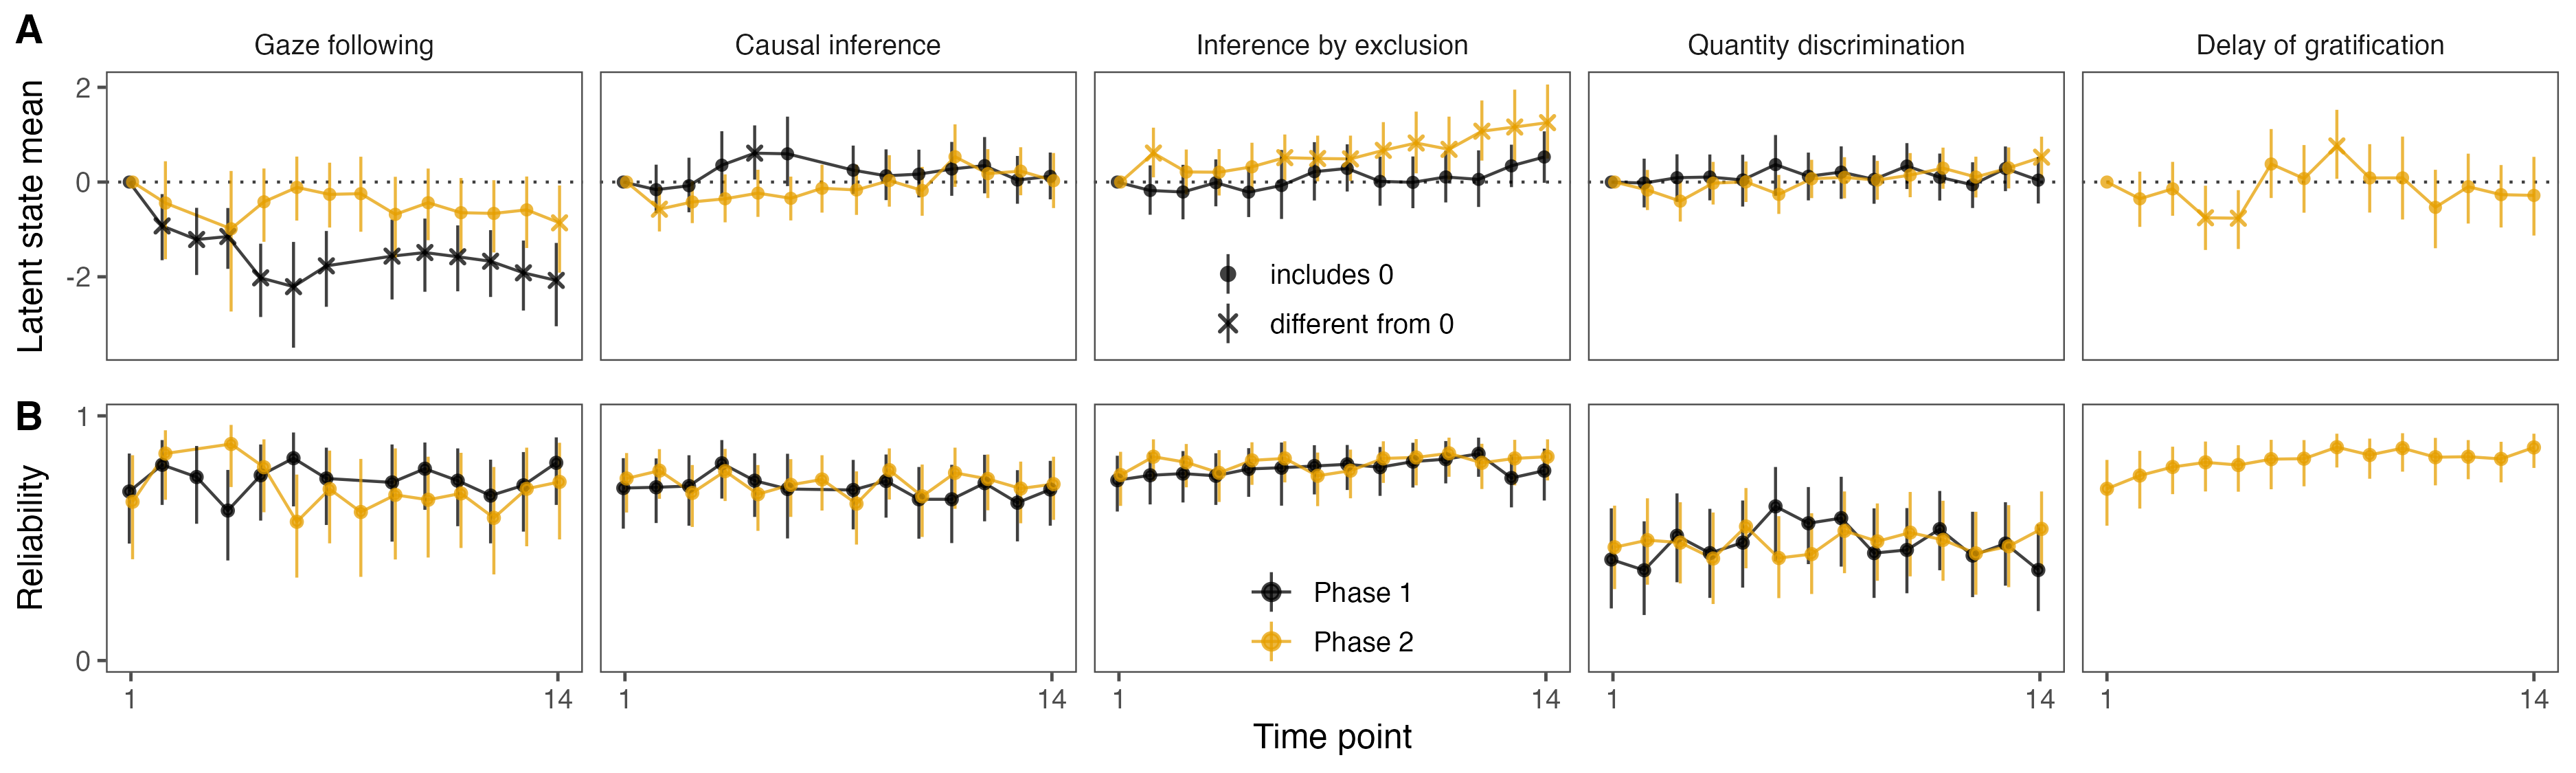 A
Gaze following
Causal inference
Inference by exclusion
Quantity discrimination
Delay of gratification
Latent state mean
2
0
-2
includes 0
different from 0
B
Reliability
1
0
Phase 1
Phase 2
1 14
1 14
1 14
1 14
1 14
Time point